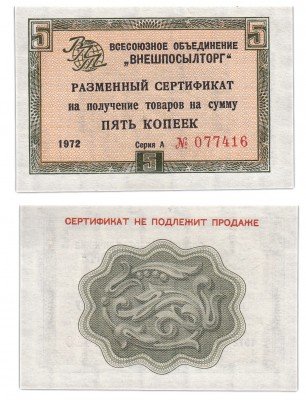 5
5
ВСЕСОЮЗНОЕ ОБЪЕДИНЕНИЕ
„ВНЕШПОСЫЛТОРГ"
РАЗМЕННЫЙ СЕРТИФИКАТ
на получение товаров на сумму
ПЯТЬ КОПЕЕК
1972
Серия А
№ 077416
5
СЕРТИФИКАТ НЕ ПОДЛЕЖИТ ПРОДАЖЕ